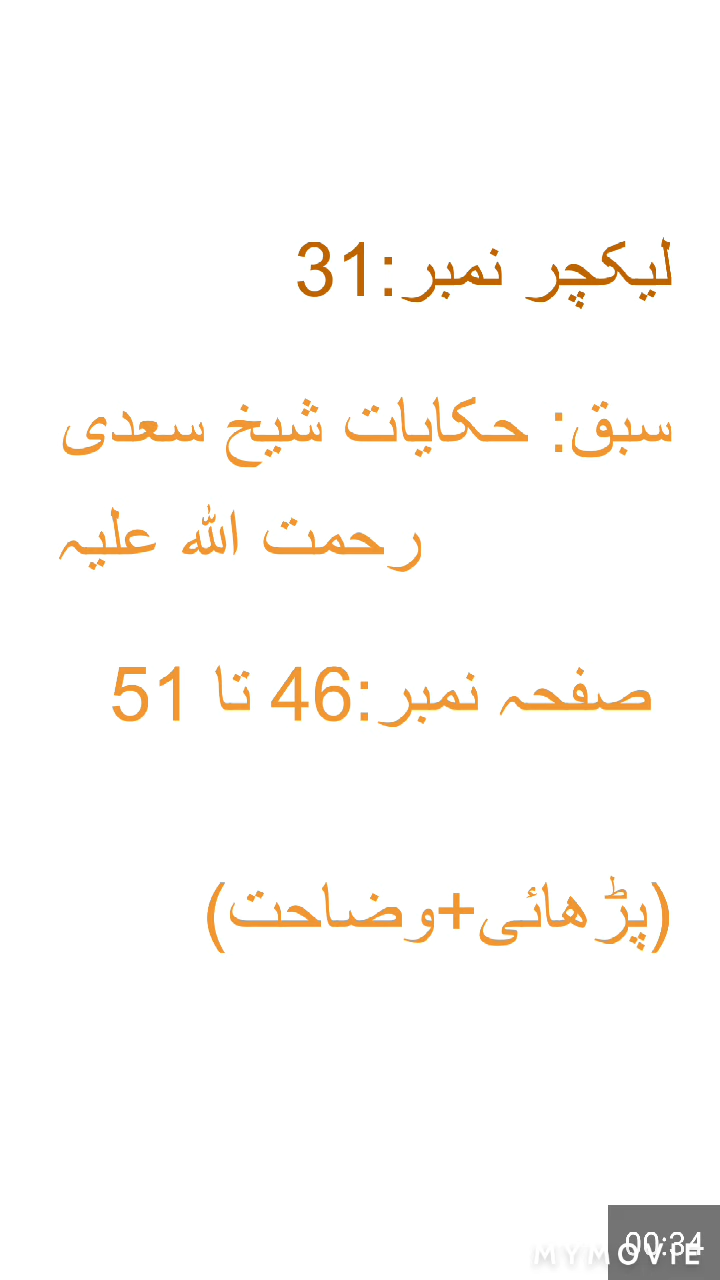 لیکچر نمبر:31
سبق: حکایات شیخ سعدی
رحمت اللہ علیہ
صفحہ نمبر:46 تا 51
(پڑھائی+وضاحت)
00:34
MYMOVIE